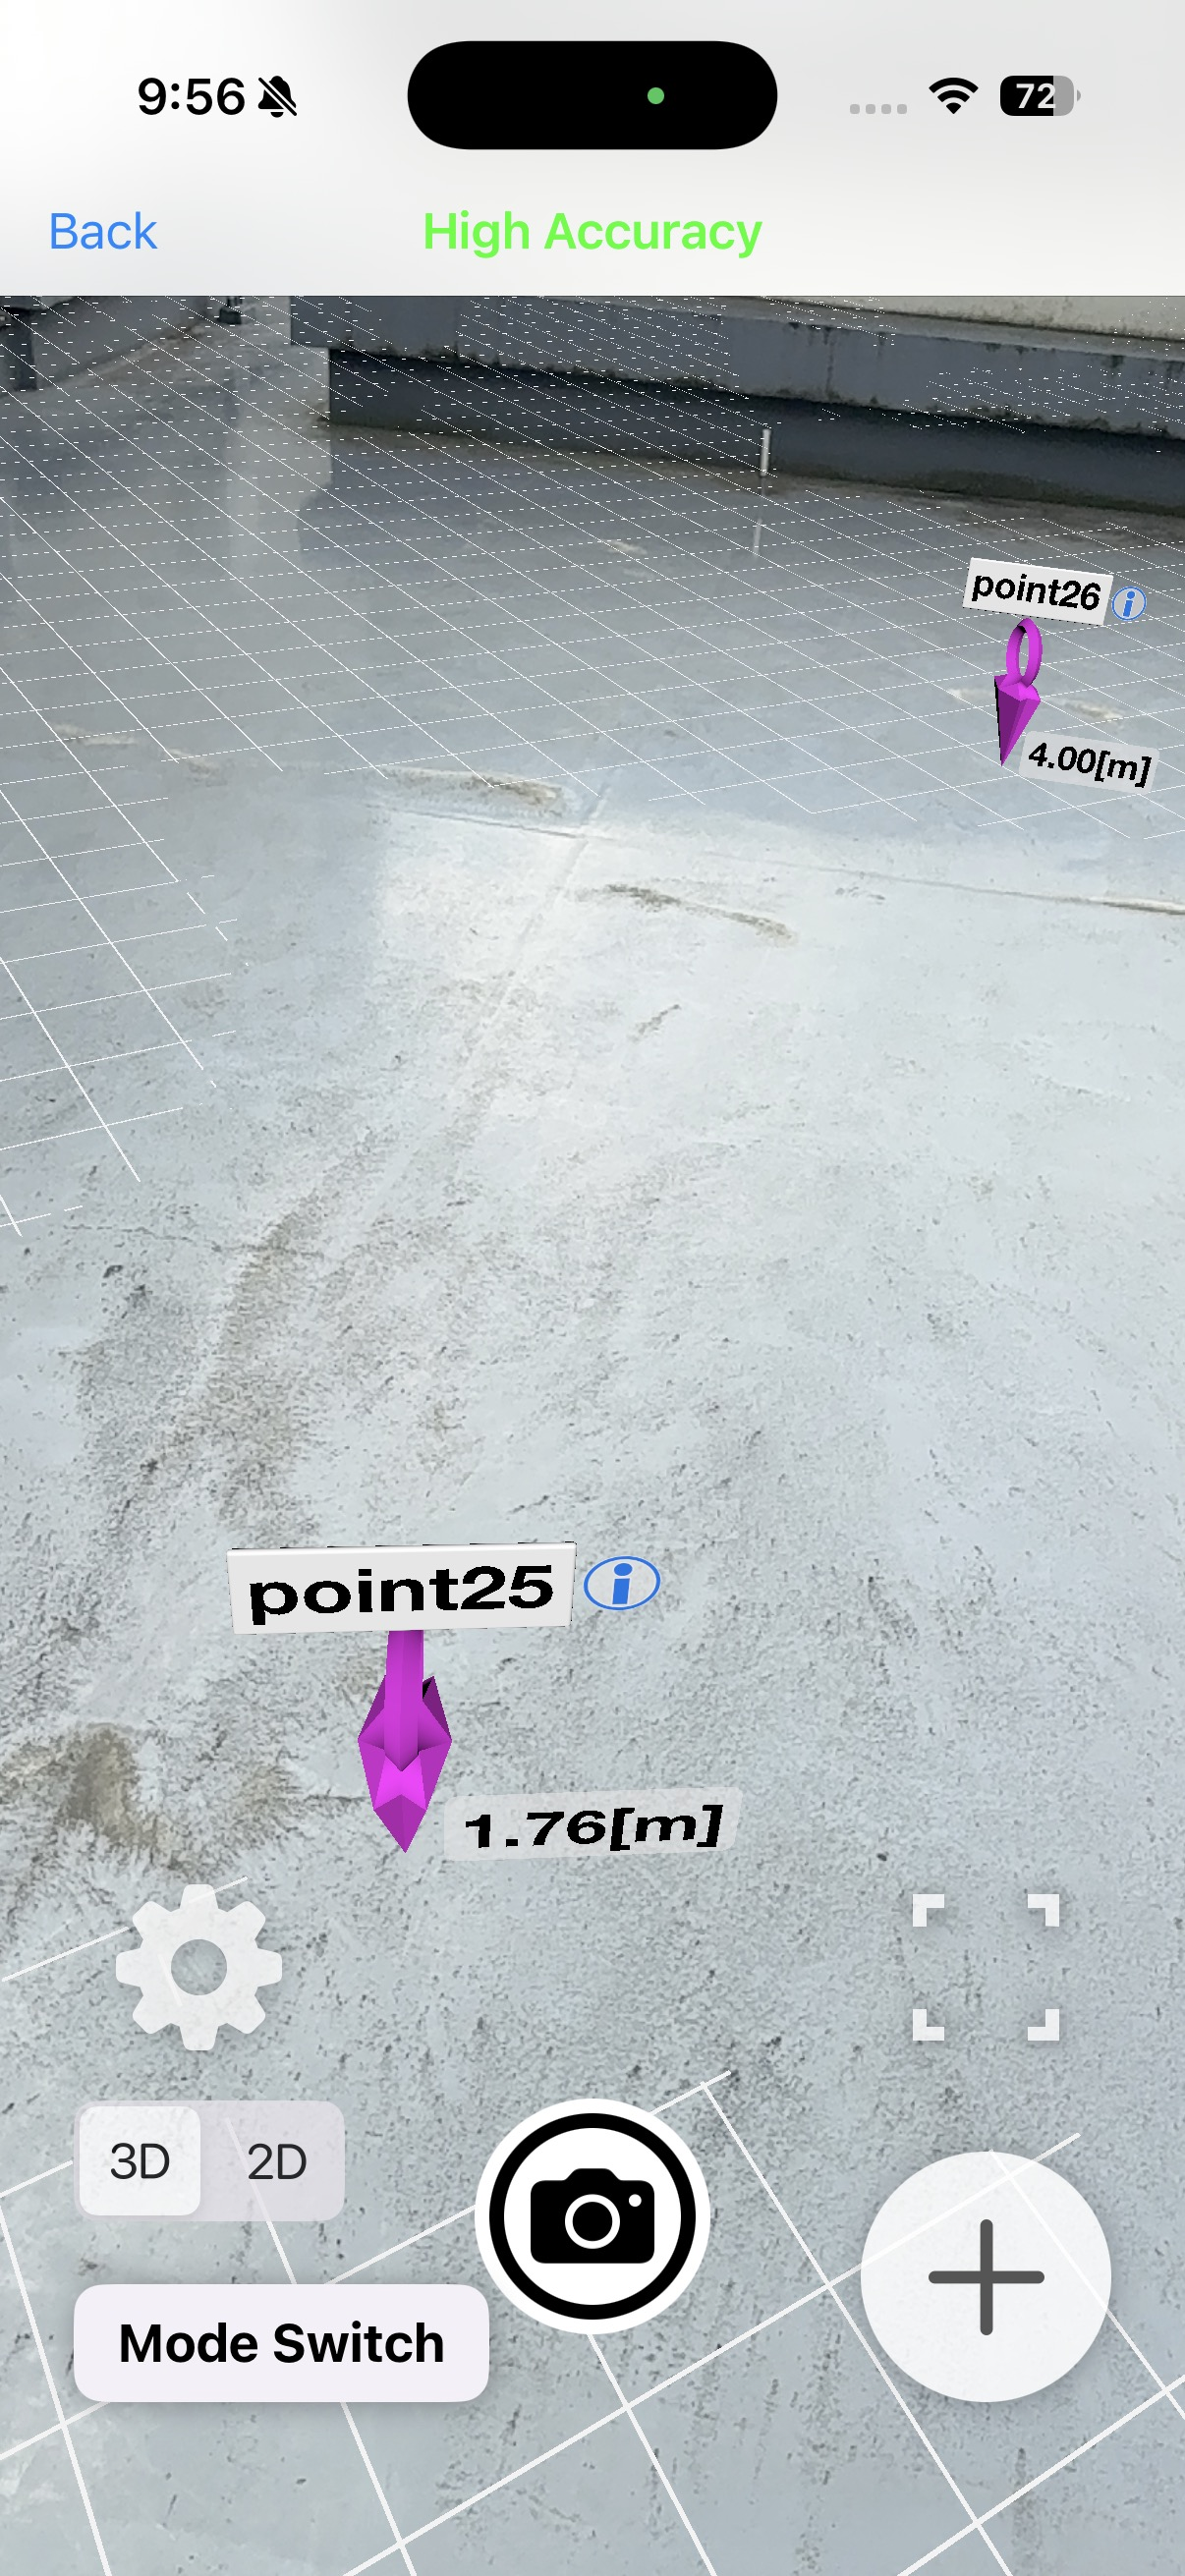 9:56
72
Back
High Accuracy
point26
4.00[m]
point25
1.76[m]
3D
2D
Mode Switch